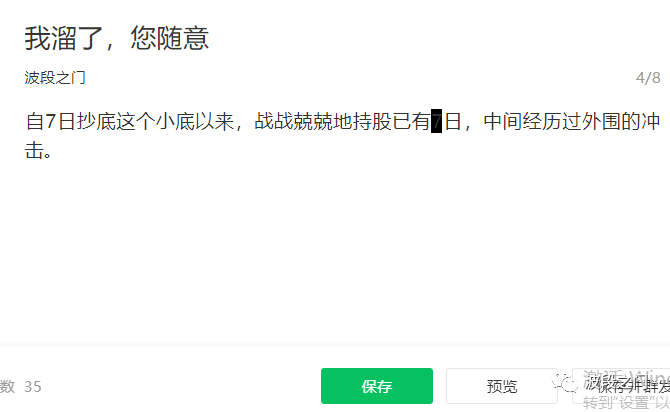 我溜了，您随意
波段之门 4/8
自7日抄底这个小底以来，战战兢兢地持股已有7日，中间经历过外围的冲
击。
数 35 保存 预览 保存并群发
波段之门
激活 Wind
转到"设置"以